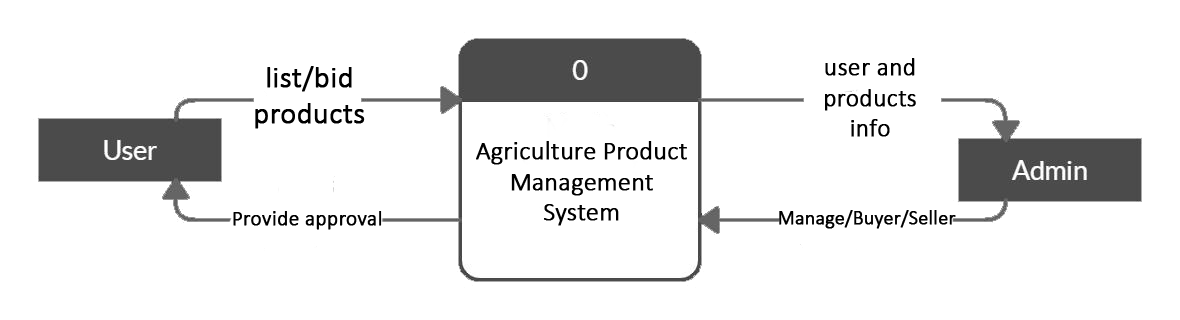 0
list/bid
products
user and
products
info
User
Agriculture Product
Management
System
Admin
Provide approval
Manage/Buyer/Seller